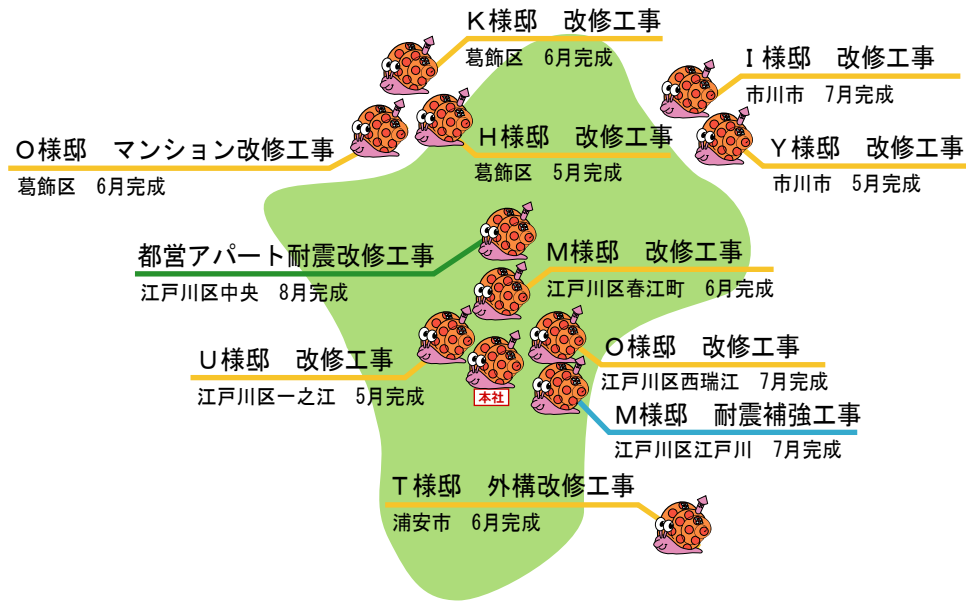 K様邸　改修工事
葛飾区　6月完成
I様邸　改修工事
市川市　7月完成
O様邸　マンション改修工事
葛飾区　6月完成
H様邸　改修工事
葛飾区　5月完成
Y様邸　改修工事
市川市　5月完成
都営アパート耐震改修工事
江戸川区中央　8月完成
M様邸　改修工事
江戸川区春江町　6月完成
U様邸　改修工事
江戸川区一之江　5月完成
本社
O様邸　改修工事
江戸川区西瑞江　7月完成
M様邸　耐震補強工事
江戸川区江戸川　7月完成
T様邸　外構改修工事
浦安市　6月完成